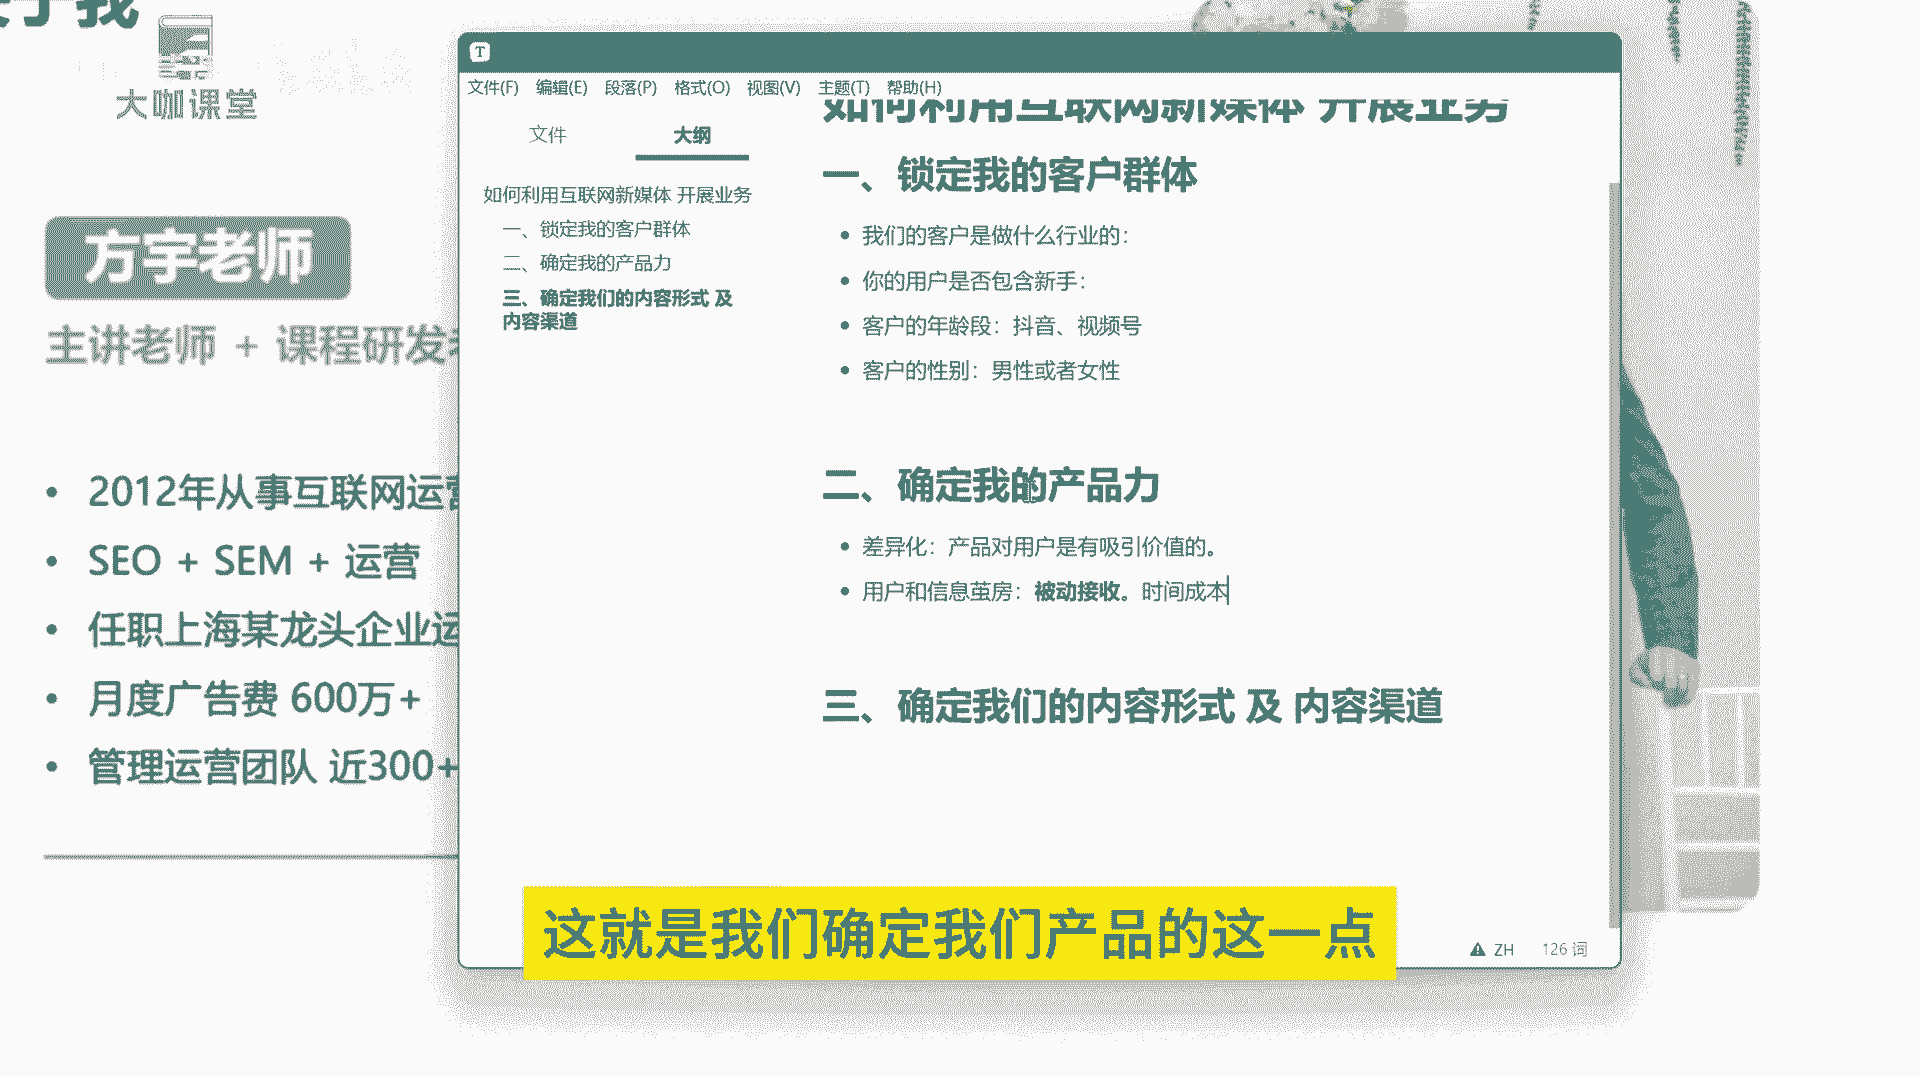 于我
大咖课堂
方宇老师
主讲老师 + 课程研发
• 2012年从事互联网运营
• SEO + SEM + 运营
• 任职上海某龙头企业运
• 月度广告费 600万+
• 管理运营团队 近300+
T
文件(F) 编辑(E) 段落(P) 格式(O) 视图(V) 主题(T) 帮助(H)
文件 大纲
如何利用互联网新媒体 开展业务
一、锁定我的客户群体
二、确定我的产品力
三、确定我们的内容形式 及
内容渠道
如何利用互联网新媒体 开展业务
一、锁定我的客户群体
• 我们的客户是做什么行业的：
• 你的用户是否包含新手：
• 客户的年龄段：抖音、视频号
• 客户的性别：男性或者女性
二、确定我的产品力
• 差异化：产品对用户是有吸引价值的。
• 用户和信息茧房：被动接收。时间成本
三、确定我们的内容形式 及 内容渠道
这就是我们确定我们产品的这一点
ZH 126 词